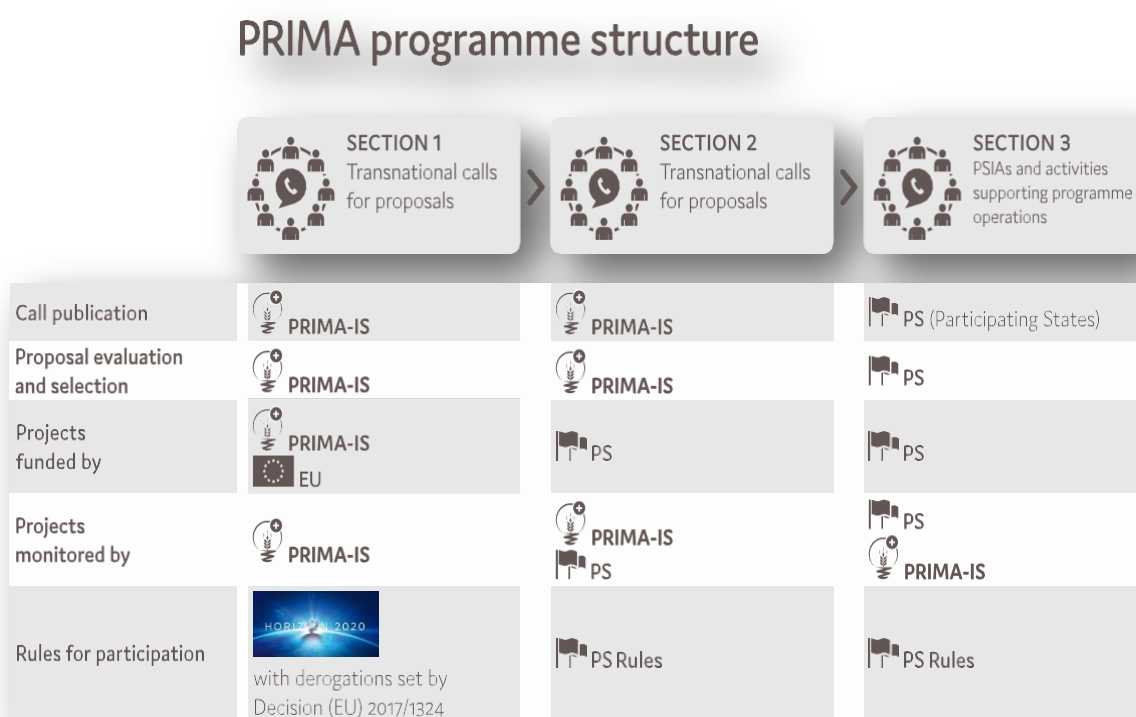 PRIMA programme structure
SECTION 1
Transnational calls
for proposals
SECTION 2
Transnational calls
for proposals
SECTION 3
PSIAs and activities
supporting programme
operations
Call publication
PRIMA-IS
PRIMA-IS
PS (Participating States)
Proposal evaluation
and selection
PRIMA-IS
PRIMA-IS
PS
Projects
funded by
PRIMA-IS
EU
PS
PS
Projects
monitored by
PRIMA-IS
PRIMA-IS
PS
PS
PRIMA-IS
Rules for participation
HORIZON 2020
with derogations set by
Decision (EU) 2017/1324
PS Rules
PS Rules